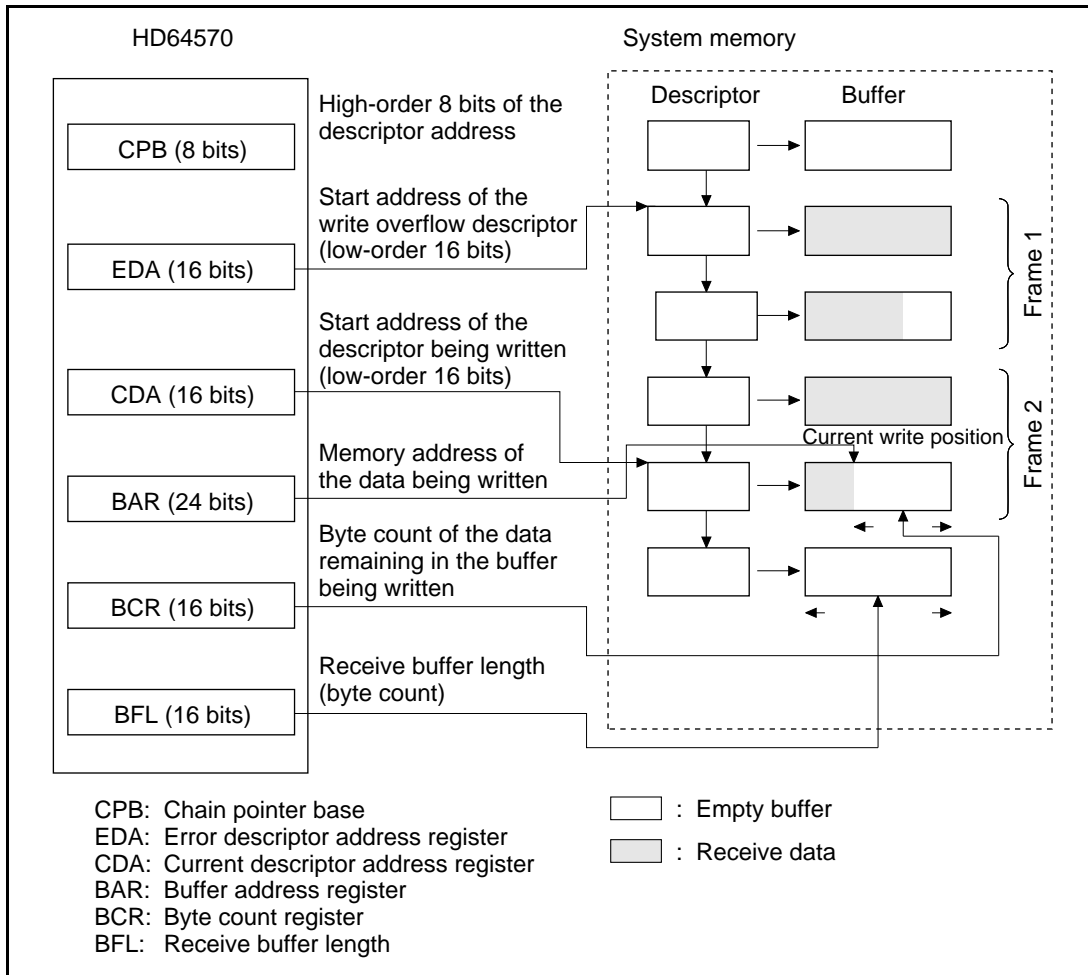 HD64570
System memory
CPB (8 bits)
High-order 8 bits of the
descriptor address
EDA (16 bits)
Start address of the
write overflow descriptor
(low-order 16 bits)
CDA (16 bits)
Start address of the
descriptor being written
(low-order 16 bits)
BAR (24 bits)
Memory address of
the data being written
BCR (16 bits)
Byte count of the data
remaining in the buffer
being written
BFL (16 bits)
Receive buffer length
(byte count)
Descriptor
Buffer
Frame 1
Frame 2
Current write position
CPB: Chain pointer base
EDA: Error descriptor address register
CDA: Current descriptor address register
BAR: Buffer address register
BCR: Byte count register
BFL: Receive buffer length
: Empty buffer
: Receive data